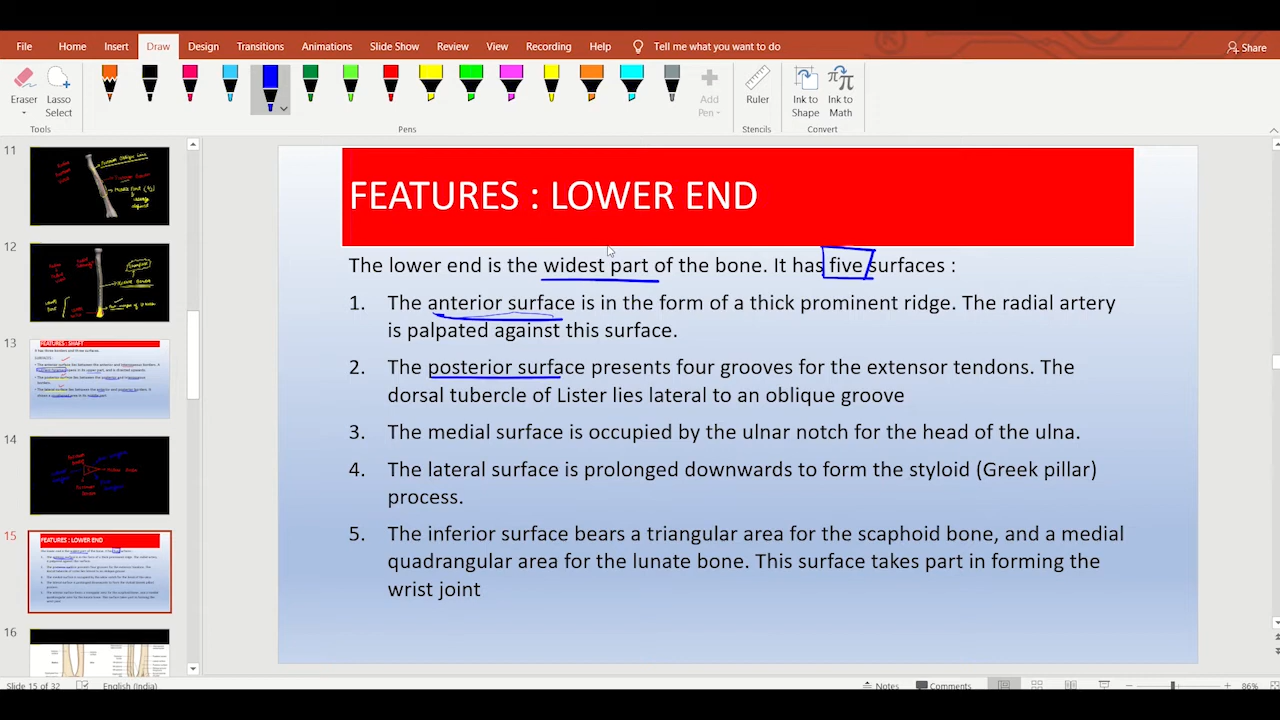 File Home Insert Draw Design Transitions Animations Slide Show Review View Recording Help Tell me what you want to do Share
Eraser Lasso Select Add Pen Ruler Ink to Shape Ink to Math
Tools Pens Stencils Convert
11
12
13
FEATURES : SHAFT
14
15
FEATURES : LOWER END
16
FEATURES : LOWER END
The lower end is the widest part of the bone. It has five surfaces :
1. The anterior surface is in the form of a thick prominent ridge. The radial artery
is palpated against this surface.
2. The posterior surface presents four grooves for the extensor tendons. The
dorsal tubercle of Lister lies lateral to an oblique groove
3. The medial surface is occupied by the ulnar notch for the head of the ulna.
4. The lateral surface is prolonged downwards to form the styloid (Greek pillar)
process.
5. The inferior surface bears a triangular area for the scaphoid bone, and a medial
quadrangular area for the lunate bone. This surface takes part in forming the
wrist joint.
Slide 15 of 32 English (India) Notes Comments 86%